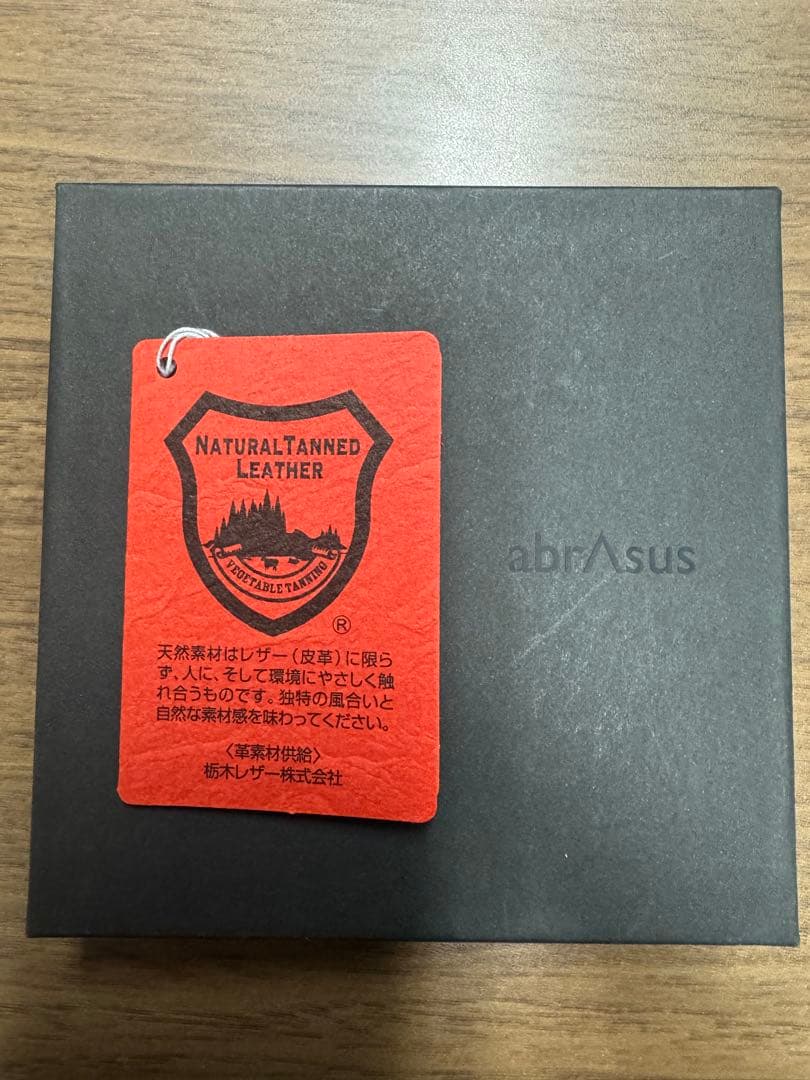 NATURALTANNED
LEATHER
VEGETABLE TANNING
®
天然素材はレザー(皮革)に限ら
ず、人に、そして環境にやさしく触
れ合うものです。独特の風合いと
自然な素材感を味わってください。
〈革素材供給〉
栃木レザー株式会社
abrΛsus